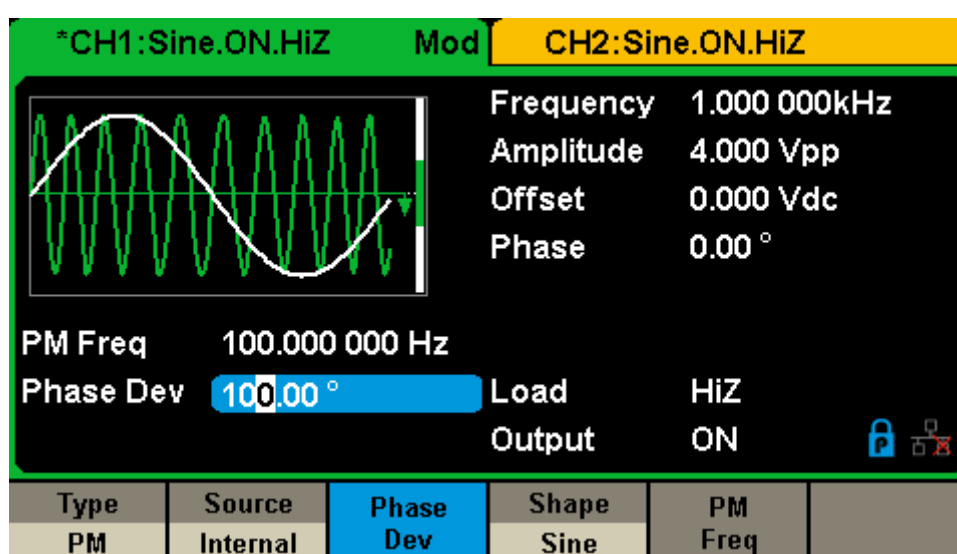 *CH1:Sine.ON.HiZ Mod CH2:Sine.ON.HiZ
Frequency 1.000 000kHz
Amplitude 4.000 Vpp
Offset 0.000 Vdc
Phase 0.00 °
PM Freq 100.000 000 Hz
Phase Dev 100.00 °
Load HiZ
Output ON
P
Type Source Phase Shape PM
PM Internal Dev Sine Freq